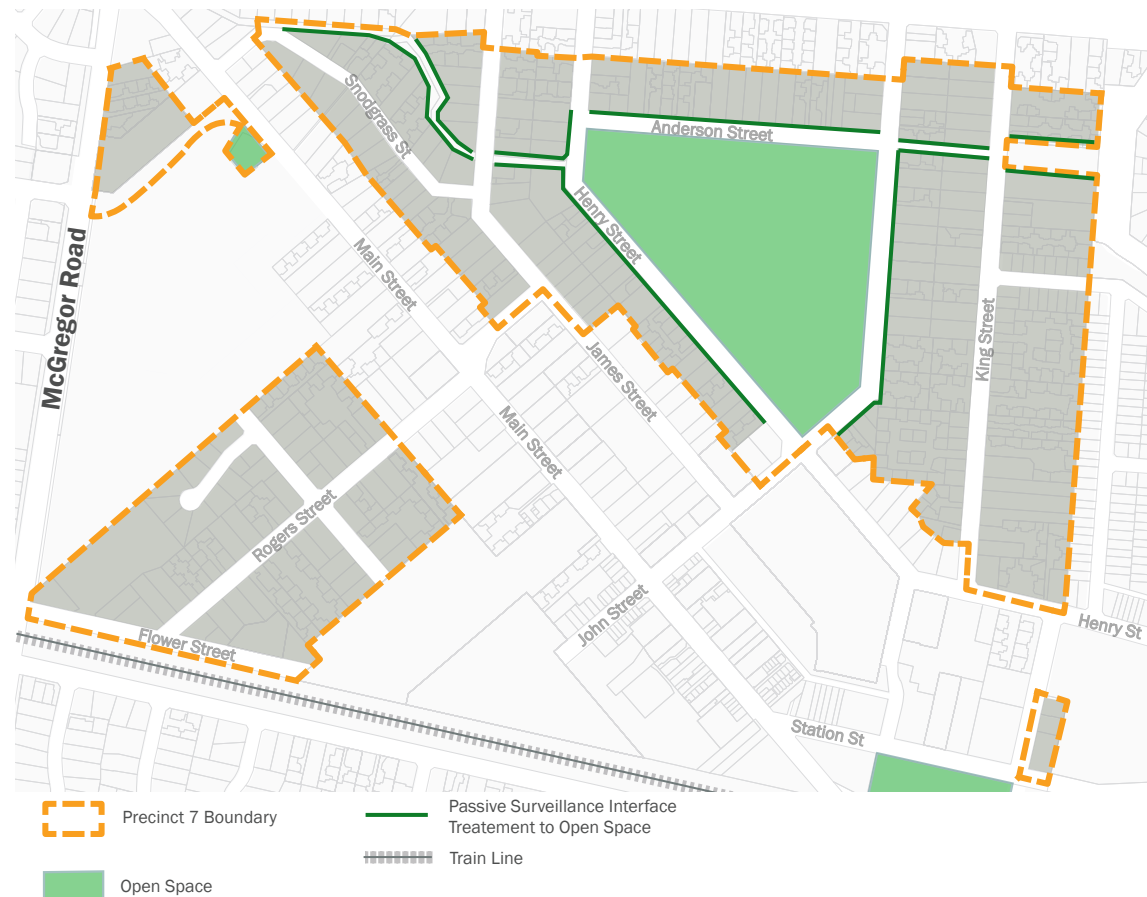 Snodgrass St
Anderson Street
Henry Street
Main Street
McGregor Road
King Street
James Street
Main Street
Rogers Street
John Street
Flower Street
Henry St
Station St
Precinct 7 Boundary
Passive Surveillance Interface
Treatement to Open Space
Train Line
Open Space